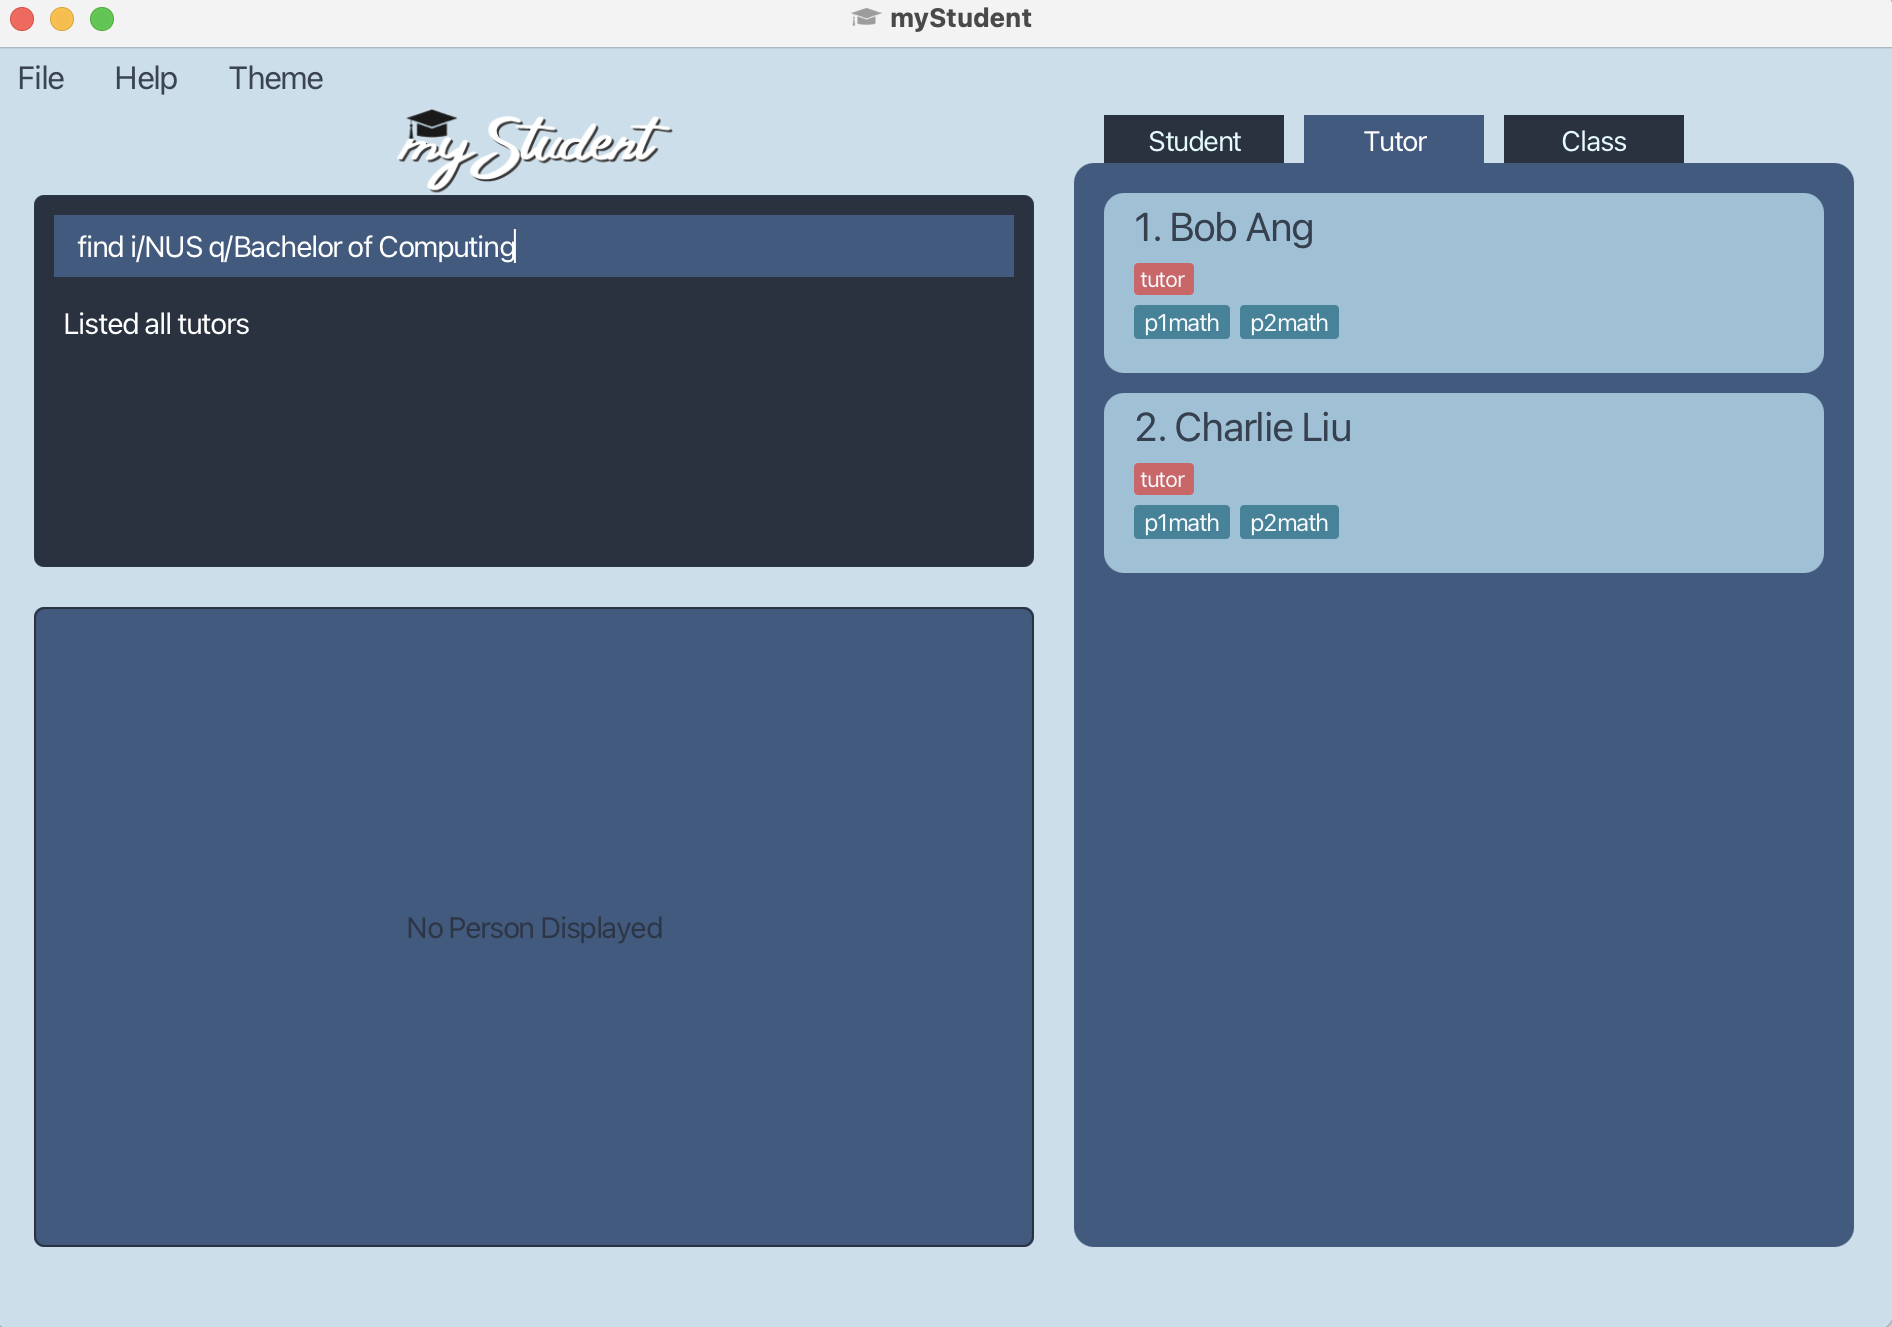 myStudent
File Help Theme
myStudent
find i/NUS q/Bachelor of Computing
Listed all tutors
No Person Displayed
Student Tutor Class
1. Bob Ang
tutor
p1math p2math
2. Charlie Liu
tutor
p1math p2math